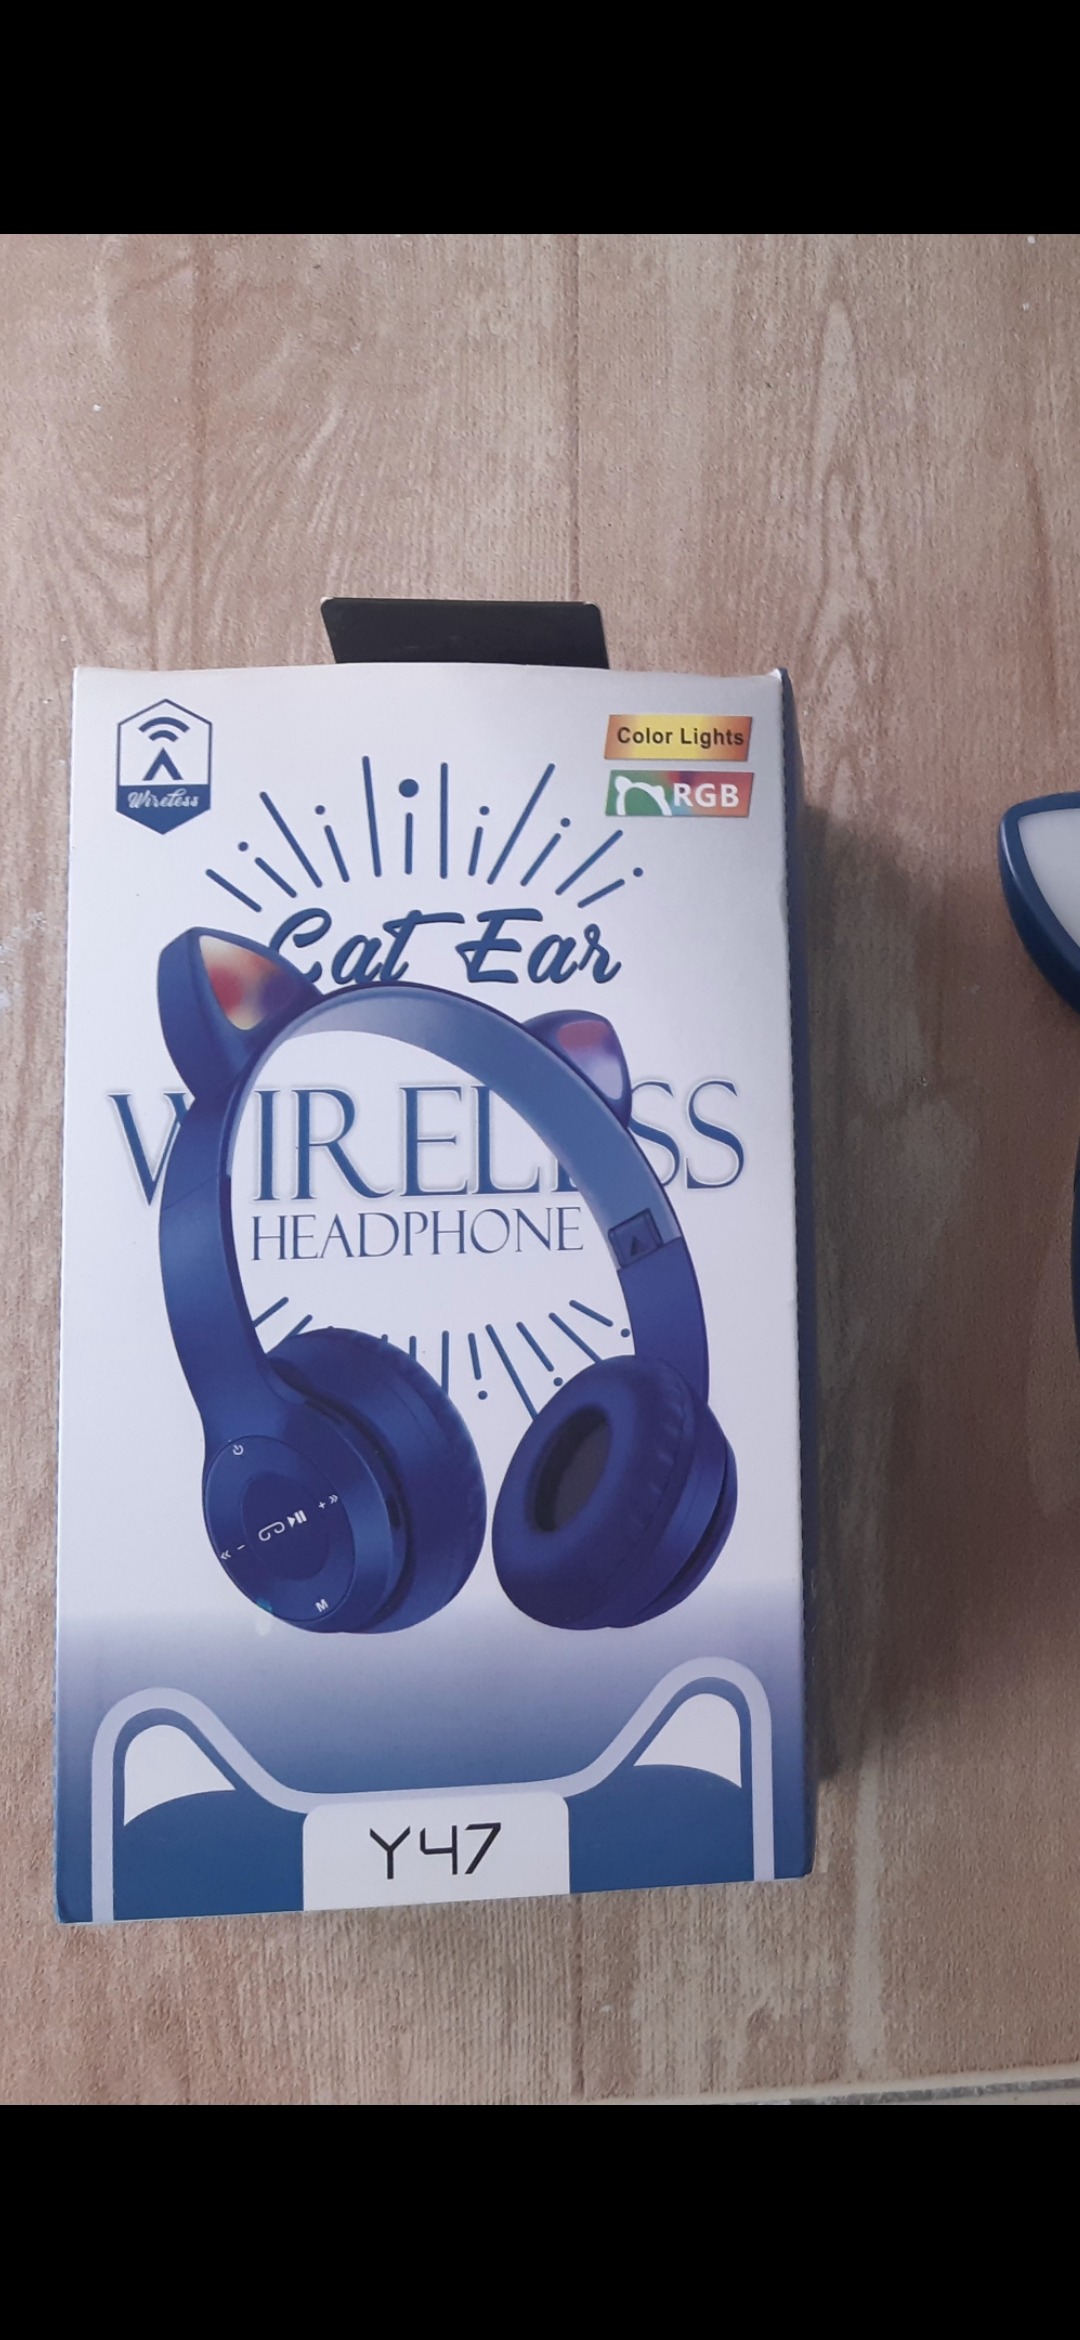 Wireless
Color Lights
RGB
Cat Ear
WIRELESS
HEADPHONE
M
Y47